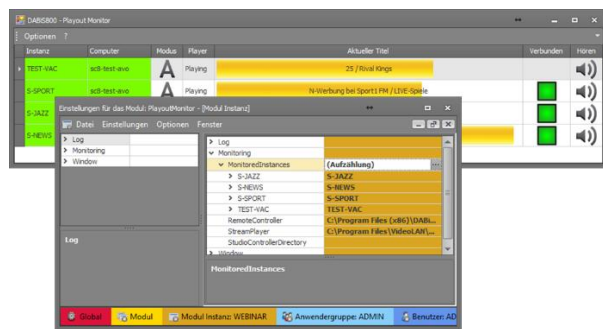 DABiS800 - Playout Monitor
Optionen ?
Instanz Computer Modus Player Aktueller Titel Verbunden Hören
TEST-VAC sc8-test-avo A Playing 25 / Rival Kings
S-SPORT sc8-test-avo A Playing N-Werbung bei Sport1 FM / LIVE-Spiele
S-JAZZ
S-NEWS
Einstellungen für das Modul: PlayoutMonitor - [Modul Instanz]
Datei Einstellungen Optionen Fenster
Log
Monitoring
Window
Log
Log
Monitoring
MonitoredInstances (Aufzählung) ...
S-JAZZ S-JAZZ
S-NEWS S-NEWS
S-SPORT S-SPORT
TEST-VAC TEST-VAC
RemoteController C:\Program Files (x86)\DABi...
StreamPlayer C:\Program Files\VideoLAN\...
StudioControllerDirectory
Window
MonitoredInstances
Global Modul Modul Instanz: WEBINAR Anwendergruppe: ADMIN Benutzer: AD